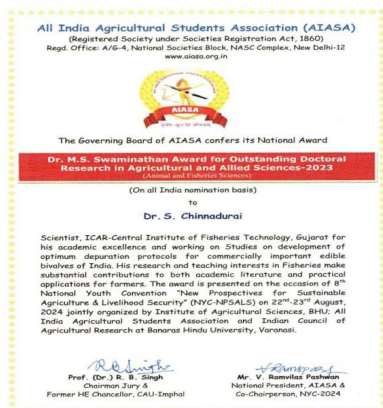 All India Agricultural Students Association (AIASA)
(Registered Society under Societies Registration Act, 1860)
Regd. Office: A/G-4, National Societies Block, NASC Complex, New Delhi-12
www.aiasa.org.in
AIASA
The Governing Board of AIASA confers its National Award
Dr. M.S. Swaminathan Award for Outstanding Doctoral
Research in Agricultural and Allied Sciences-2023
(Animal and Fisheries Sciences)
(On all India nomination basis)
to
Dr. S. Chinnadurai
Scientist, ICAR-Central Institute of Fisheries Technology, Gujarat for
his academic excellence and working on Studies on development of
optimum depuration protocols for commercially important edible
bivalves of India. His research and teaching interests in Fisheries make
substantial contributions to both academic literature and practical
applications for farmers. The award is presented on the occasion of 8th
National Youth Convention "New Prospectives for Sustainable
Agriculture & Livelihood Security" (NYC-NPSALS) on 22nd-23rd August,
2024 jointly organized by Institute of Agricultural Sciences, BHU; All
India Agricultural Students Association and Indian Council of
Agricultural Research at Banaras Hindu University, Varanasi.
Prof. (Dr.) R. B. Singh
Chairman Jury &
Former HE Chancellor, CAU-Imphal
Mr. V. Ramvilas Pashwan
National President, AIASA &
Co-Chairperson, NYC-2024